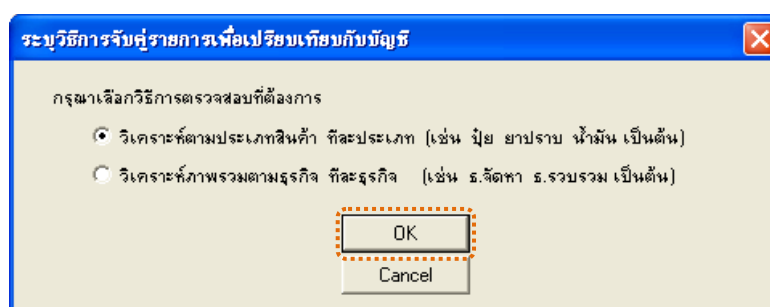 ระบุวิธีการจับคู่รายการเพื่อเปรียบเทียบกับบัญชี
กรุณาเลือกวิธีการตรวจสอบที่ต้องการ
วิเคราะห์ตามประเภทสินค้า ทีละประเภท (เช่น ปุ๋ย ยาปราบ น้ำมัน เป็นต้น)
วิเคราะห์ภาพรวมตามธุรกิจ ทีละธุรกิจ (เช่น ธ.จัดหา ธ.รวบรวม เป็นต้น)
OK
Cancel